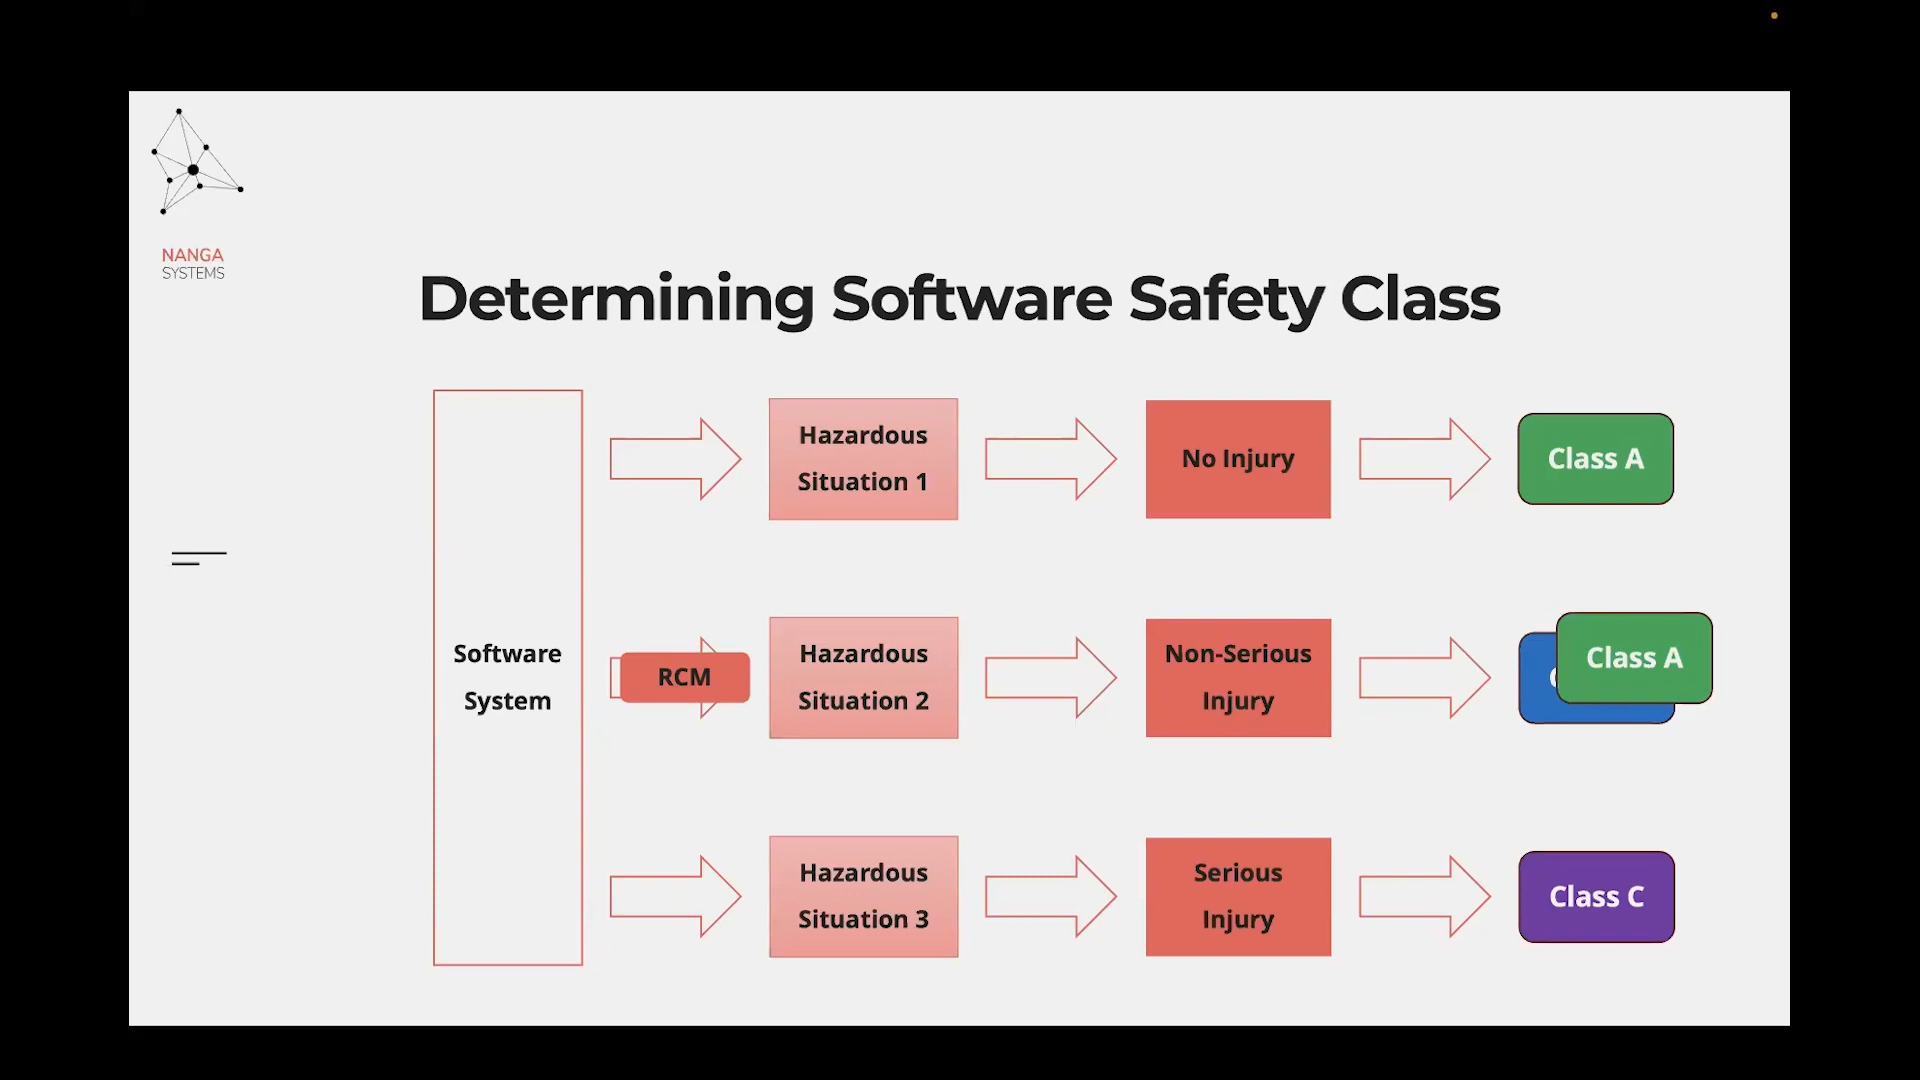 NANGA
SYSTEMS
Determining Software Safety Class
Software
System
Hazardous
Situation 1
No Injury
Class A
RCM
Hazardous
Situation 2
Non-Serious
Injury
Class A
Hazardous
Situation 3
Serious
Injury
Class C